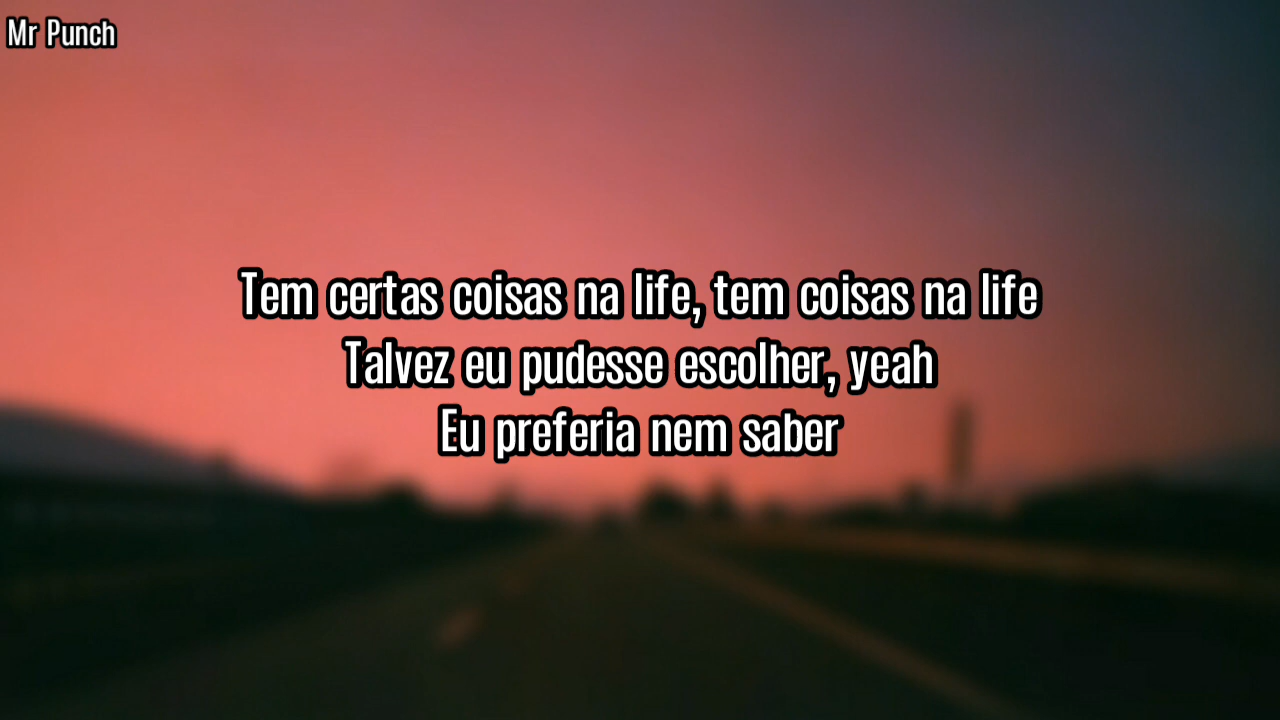 Mr Punch
Tem certas coisas na life, tem coisas na life
Talvez eu pudesse escolher, yeah
Eu preferia nem saber